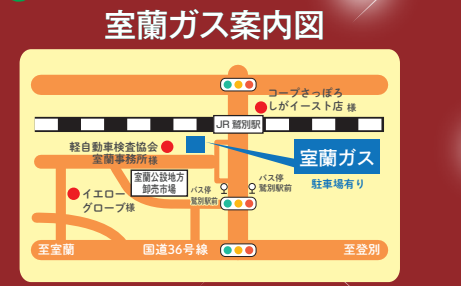 室蘭ガス案内図
コープさっぽろ
しがイースト店 様
JR 鷲別駅
軽自動車検査協会
室蘭事務所様
室蘭ガス
駐車場有り
室蘭公設地方
卸売市場
バス停
鷲別駅前
バス停
鷲別駅前
イエロー
グローブ様
至室蘭
国道36号線
至登別